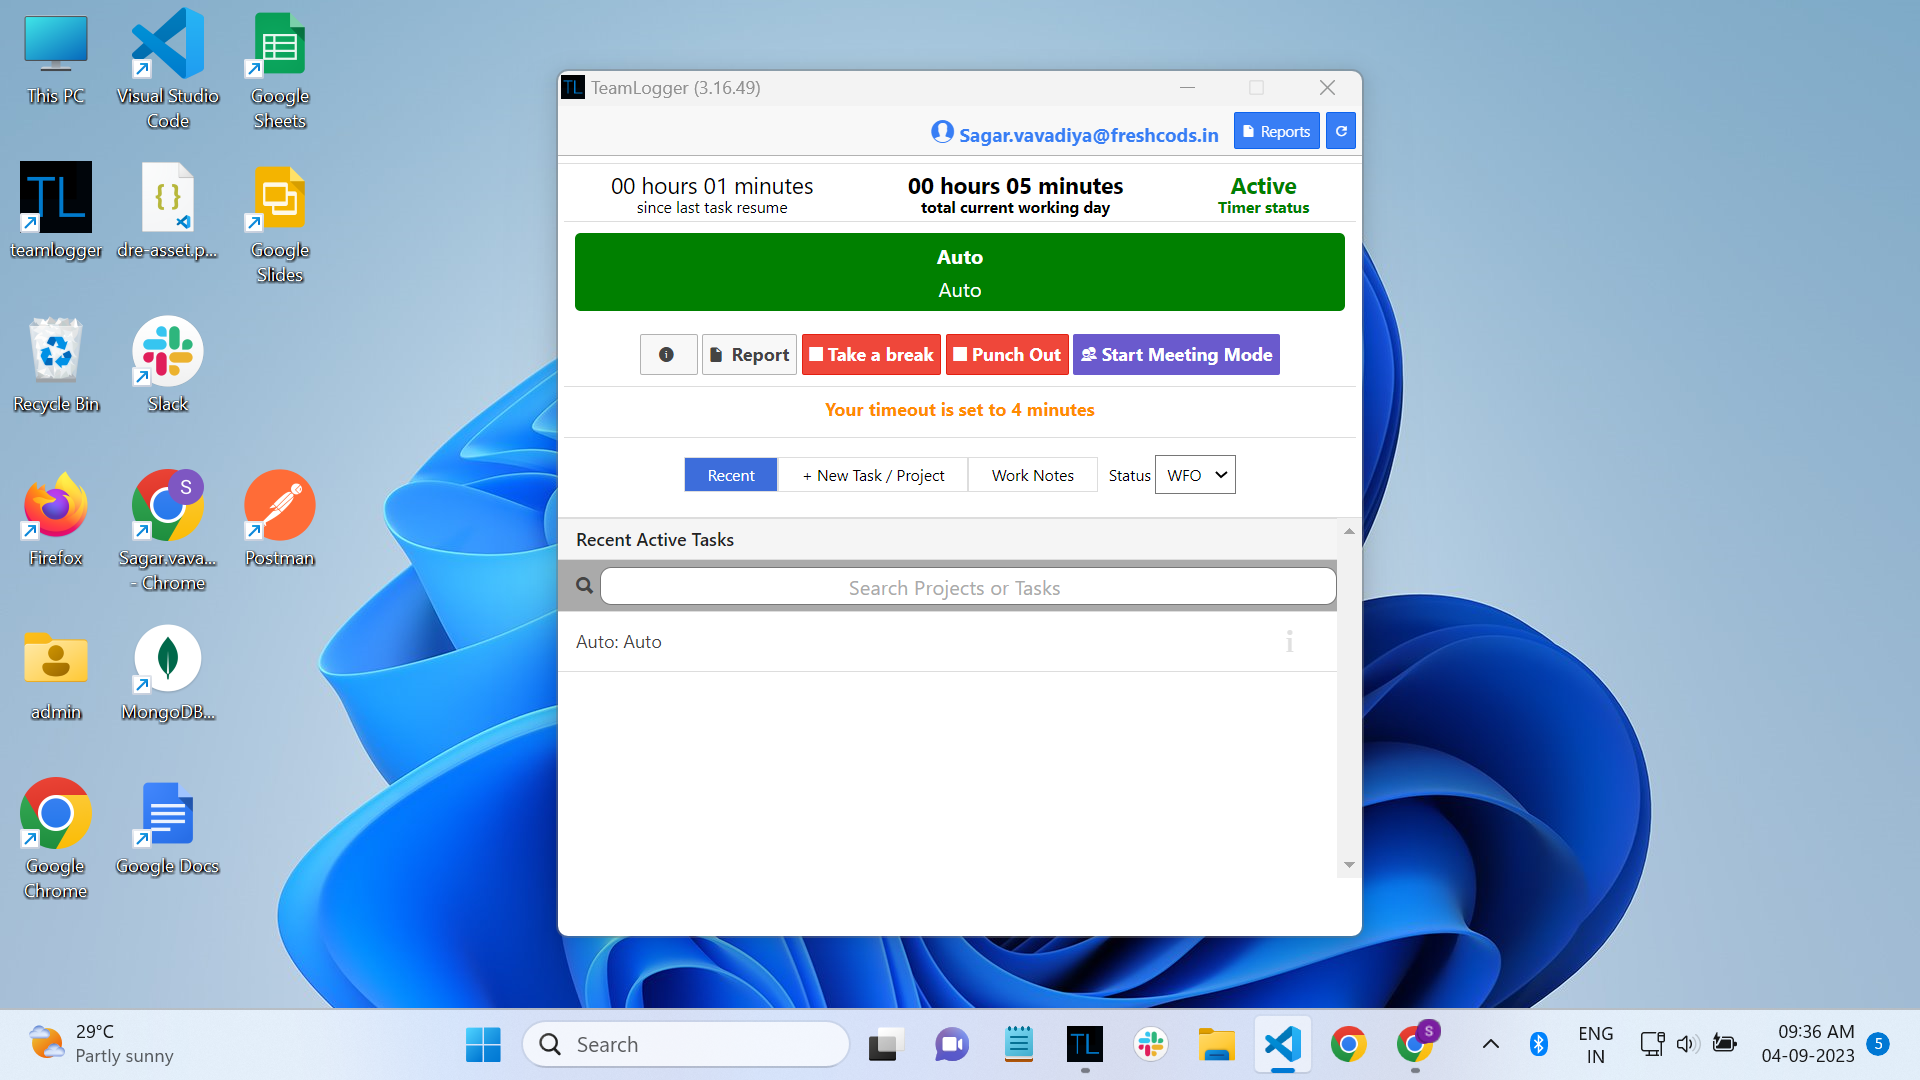 This PC
Visual Studio
Code
Google
Sheets
teamlogger
dre-asset.p...
Google
Slides
Recycle Bin
Slack
Firefox
Sagar.vava...
- Chrome
Postman
admin
MongoDB...
Google
Chrome
Google Docs
TL TeamLogger (3.16.49)
Sagar.vavadiya@freshcods.in
Reports
00 hours 01 minutes
since last task resume
00 hours 05 minutes
total current working day
Active
Timer status
Auto
Auto
Report
Take a break
Punch Out
Start Meeting Mode
Your timeout is set to 4 minutes
Recent
+ New Task / Project
Work Notes
Status
WFO
Recent Active Tasks
Search Projects or Tasks
Auto: Auto
29°C
Partly sunny
Search
TL
S
ENG
IN
09:36 AM
04-09-2023
5
TL
S